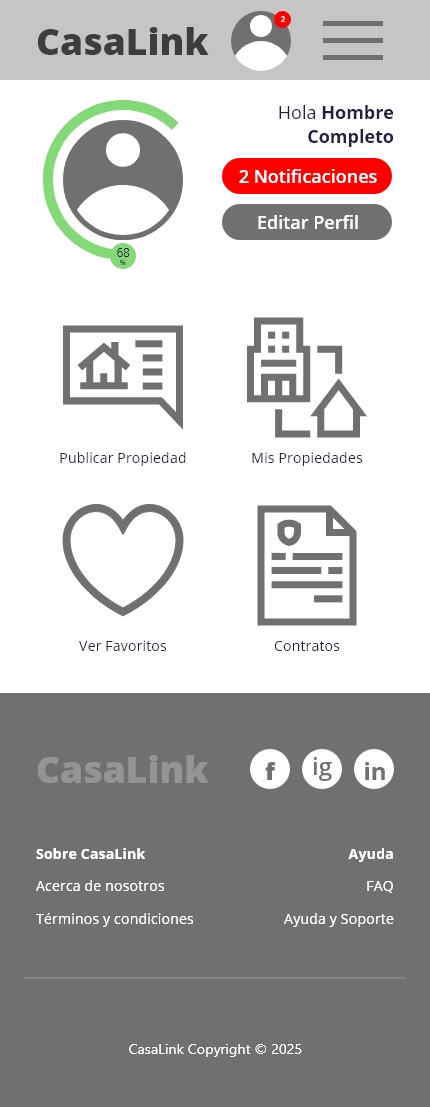 CasaLink
2
Hola Hombre
Completo
2 Notificaciones
Editar Perfil
68
%
Publicar Propiedad
Mis Propiedades
Ver Favoritos
Contratos
CasaLink
f
ig
in
Sobre CasaLink
Ayuda
Acerca de nosotros
FAQ
Términos y condiciones
Ayuda y Soporte
CasaLink Copyright © 2025